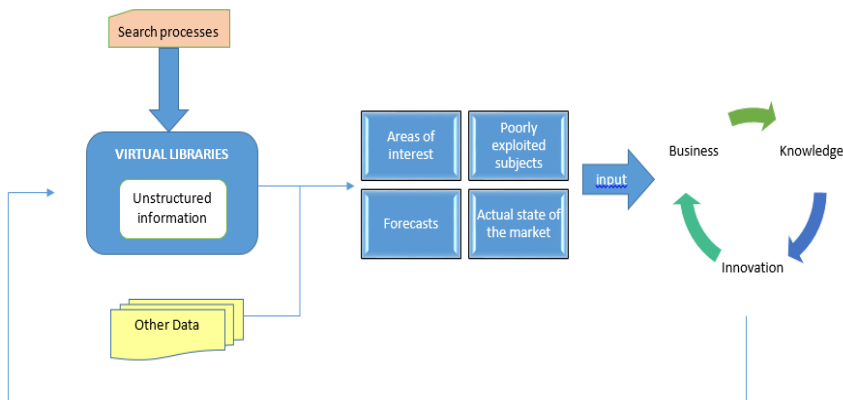 Search processes
VIRTUAL LIBRARIES
Unstructured
information
Other Data
Areas of
interest
Poorly
exploited
subjects
Forecasts
Actual state of
the market
input
Business
Knowledge
Innovation